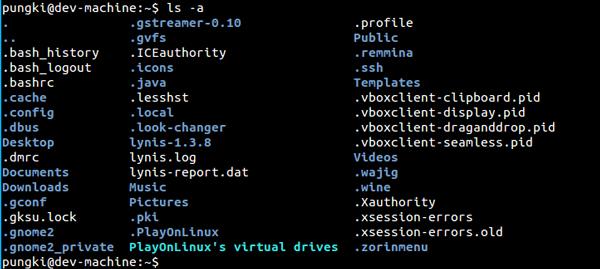 pungki@dev-machine:~$ ls -a
. .gstreamer-0.10 .profile
.. .gvfs Public
.bash_history .ICEauthority .remmina
.bash_logout .icons .ssh
.bashrc .java Templates
.cache .lesshst .vboxclient-clipboard.pid
.config .local .vboxclient-display.pid
.dbus .look-changer .vboxclient-draganddrop.pid
Desktop lynis-1.3.8 .vboxclient-seamless.pid
.dmrc lynis.log Videos
Documents lynis-report.dat .wajig
Downloads Music .wine
.gconf Pictures .Xauthority
.gksu.lock .pki .xsession-errors
.gnome2 .PlayOnLinux .xsession-errors.old
.gnome2_private PlayOnLinux's virtual drives .zorinmenu
pungki@dev-machine:~$